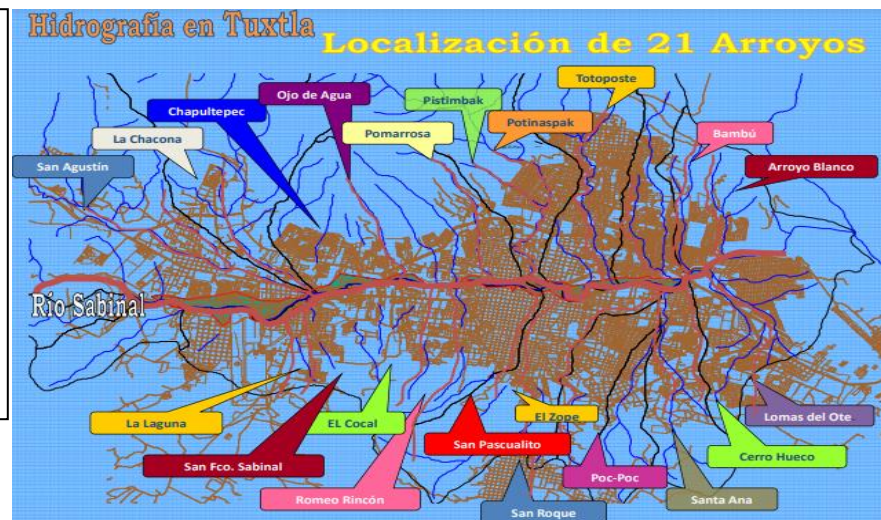 Hidrografía en Tuxtla
Localización de 21 Arroyos
Totoposte
Ojo de Agua
Pistimbak
Chapultepec
Potinaspak
La Chacona
Pomarrosa
Bambú
San Agustín
Arroyo Blanco
Río Sabinal
La Laguna
EL Cocal
El Zope
Lomas del Ote
San Pascualito
San Fco. Sabinal
Cerro Hueco
Poc-Poc
Romeo Rincón
Santa Ana
San Roque